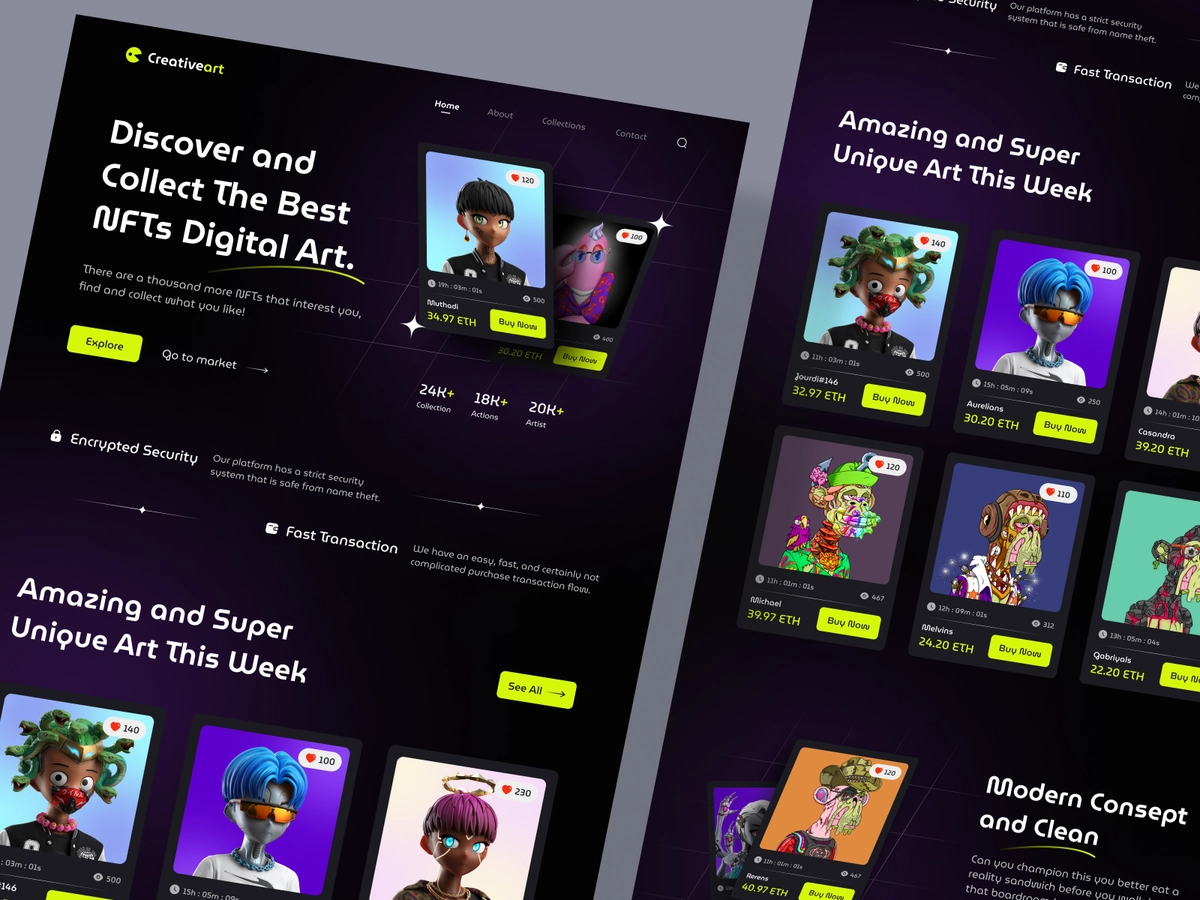 Creativeart
Home
About
Collections
Contact
Discover and
Collect The Best
NFTs Digital Art.
There are a thousand more NFTs that interest you,
find and collect what you like!
Explore
Go to market
120
19h : 03m : 01s
500
Muthadi
34.97 ETH
Buy Now
100
400
30.20 ETH
Buy Now
24K+
Collection
18K+
Actions
20K+
Artist
Encrypted Security
Our platform has a strict security
system that is safe from name theft.
Fast Transaction
We have an easy, fast, and certainly not
complicated purchase transaction flow.
Amazing and Super
Unique Art This Week
See All
140
: 03m : 01s
500
#146
100
15h : 05m : 09s
230
Encrypted Security
Our platform has a strict security
system that is safe from name theft.
Fast Transaction
Amazing and Super
Unique Art This Week
140
11h : 03m : 01s
500
Jourdi#146
32.97 ETH
Buy Now
100
15h : 05m : 09s
250
Aurelians
30.20 ETH
Buy Now
14h : 01m : 10
Casandra
39.20 ETH
120
11h : 01m : 01s
467
Michael
39.97 ETH
Buy Now
110
12h : 09m : 01s
312
Melvins
24.20 ETH
Buy Now
13h : 05m : 04s
Gabriyals
22.20 ETH
120
11h : 01m : 01s
467
Rerens
40.97 ETH
Buy Now
Modern Consept
and Clean
Can you champion this you better eat a
reality sandwich before you walk
that boardroom